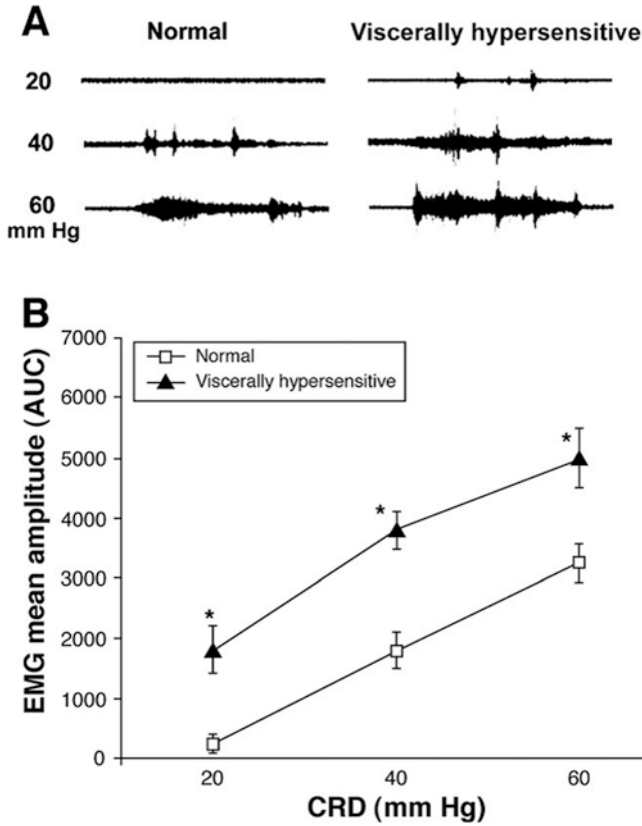 A
Normal
Viscerally hypersensitive
20
40
60
mm Hg
B
EMG mean amplitude (AUC)
7000
6000
5000
4000
3000
2000
1000
0
Normal
Viscerally hypersensitive
*
*
*
20
40
60
CRD (mm Hg)